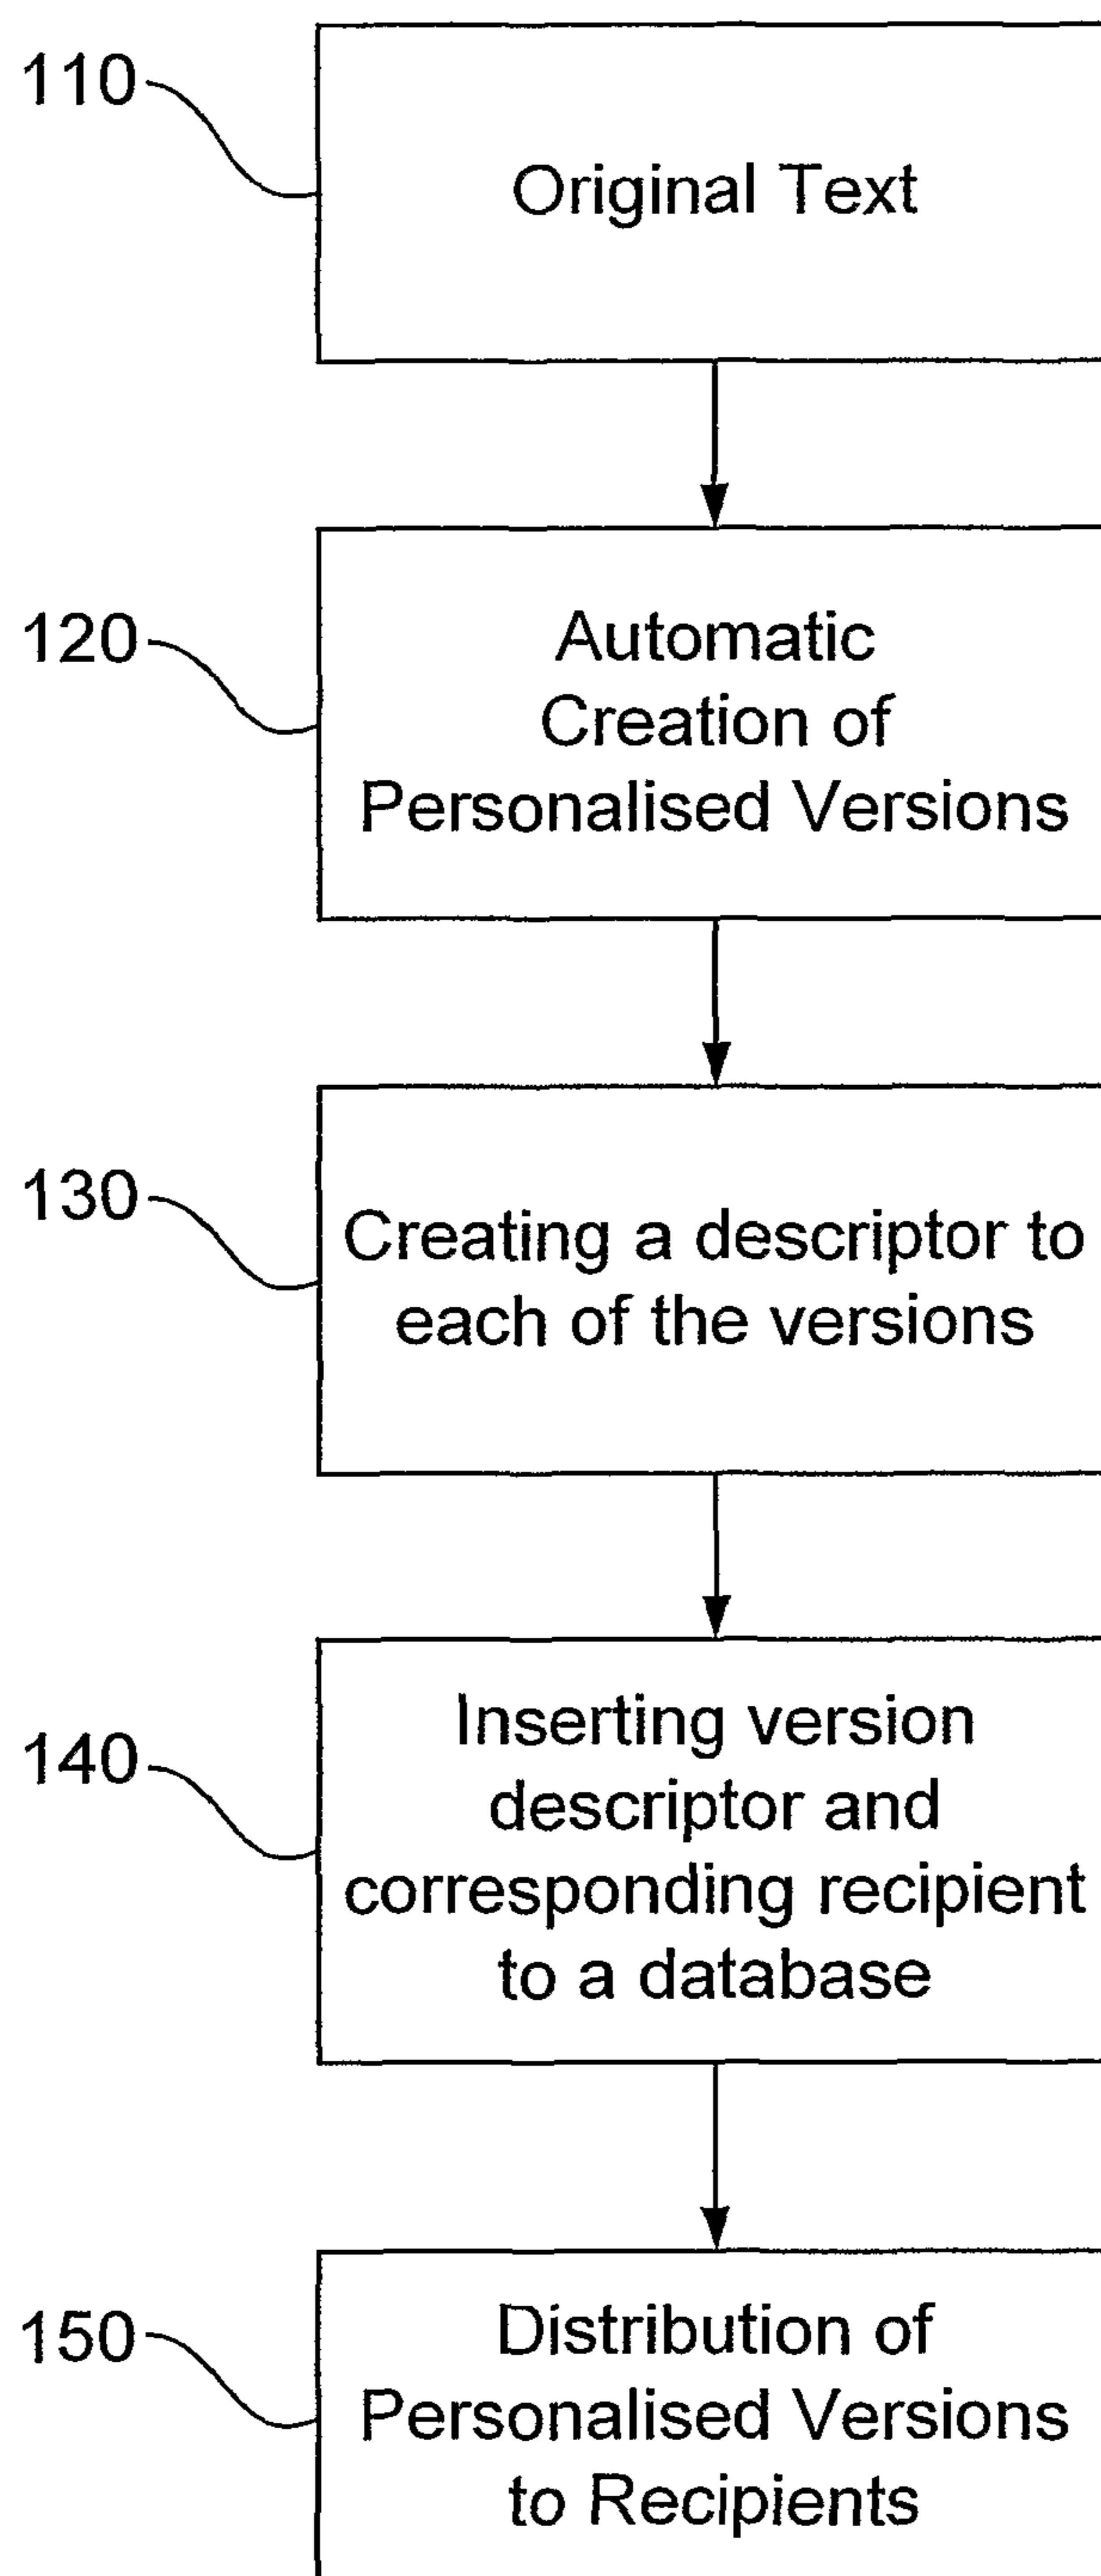 110
Original Text
120
Automatic
Creation of
Personalised Versions
130
Creating a descriptor to
each of the versions
140
Inserting version
descriptor and
corresponding recipient
to a database
150
Distribution of
Personalised Versions
to Recipients